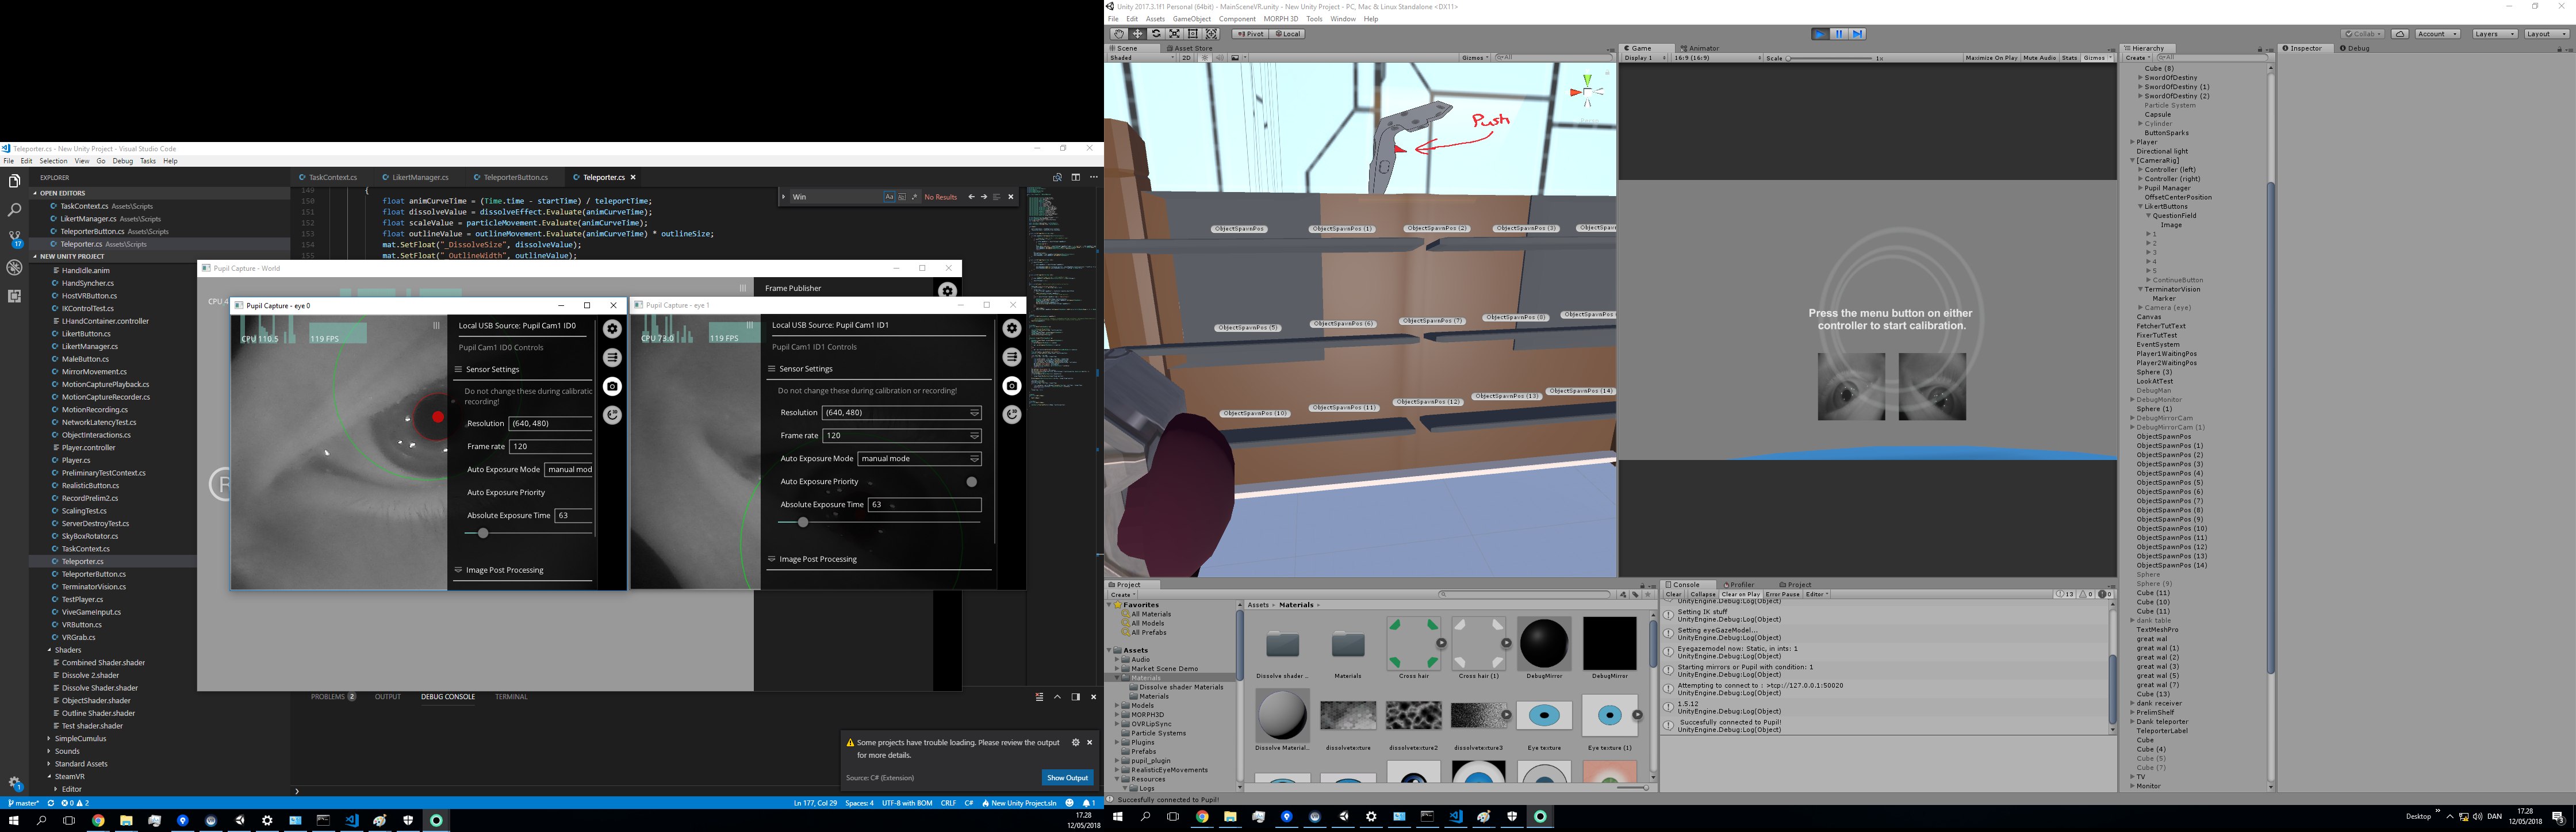 Teleporter.cs - New Unity Project - Visual Studio Code
File Edit Selection View Go Debug Tasks Help
EXPLORER
OPEN EDITORS
TaskContext.cs Assets\Scripts
LikertManager.cs Assets\Scripts
TeleporterButton.cs Assets\Scripts
Teleporter.cs Assets\Scripts
17
NEW UNITY PROJECT
HandIdle.anim
HandSyncher.cs
HostVRButton.cs
IKControlTest.cs
LHandContainer.controller
LikertButton.cs
LikertManager.cs
MaleButton.cs
MirrorMovement.cs
MotionCapturePlayback.cs
MotionCaptureRecorder.cs
MotionRecording.cs
NetworkLatencyTest.cs
ObjectInteractions.cs
Player.controller
Player.cs
PreliminaryTestContext.cs
RealisticButton.cs
RecordPrelim2.cs
ScalingTest.cs
ServerDestroyTest.cs
SkyBoxRotator.cs
TaskContext.cs
Teleporter.cs
TeleporterButton.cs
TerminatorVision.cs
TestPlayer.cs
ViveGameInput.cs
VRButton.cs
VRGrab.cs
Shaders
Combined Shader.shader
Dissolve 2.shader
Dissolve Shader.shader
ObjectShader.shader
Outline Shader.shader
Test shader.shader
SimpleCumulus
Sounds
Standard Assets
SteamVR
Editor
TaskContext.cs LikertManager.cs TeleporterButton.cs Teleporter.cs
Win Aa No Results
149 {
150 float animCurveTime = (Time.time - startTime) / teleportTime;
151 float dissolveValue = dissolveEffect.Evaluate(animCurveTime);
152 float scaleValue = particleMovement.Evaluate(animCurveTime);
153 float outlineValue = outlineMovement.Evaluate(animCurveTime) * outlineSize;
154 mat.SetFloat("_DissolveSize", dissolveValue);
155 mat.SetFloat("_OutlineWidth", outlineValue);
Pupil Capture - World
Frame Publisher
Pupil Capture - eye 0
CPU 110.5 119 FPS
Local USB Source: Pupil Cam1 ID0
Pupil Cam1 ID0 Controls
Sensor Settings
Do not change these during calibratic
recording!
Resolution (640, 480)
Frame rate 120
Auto Exposure Mode manual mod
Auto Exposure Priority
Absolute Exposure Time 63
Image Post Processing
Pupil Capture - eye 1
CPU 73.0 119 FPS
Local USB Source: Pupil Cam1 ID1
Pupil Cam1 ID1 Controls
Sensor Settings
Do not change these during calibration or recording!
Resolution (640, 480)
Frame rate 120
Auto Exposure Mode manual mode
Auto Exposure Priority
Absolute Exposure Time 63
Image Post Processing
PROBLEMS 2 OUTPUT DEBUG CONSOLE TERMINAL
Some projects have trouble loading. Please review the output
for more details.
Source: C# (Extension) Show Output
master* 0 2 Ln 177, Col 29 Spaces: 4 UTF-8 with BOM CRLF C# New Unity Project.sln 1
17.28
12/05/2018
Unity 2017.3.1f1 Personal (64bit) - MainSceneVR.unity - New Unity Project - PC, Mac & Linux Standalone <DX11>
File Edit Assets GameObject Component MORPH 3D Tools Window Help
Pivot Local Collab Account Layers Layout
Scene Asset Store
Shaded 2D Gizmos All
Push
ObjectSpawnPos ObjectSpawnPos (1) ObjectSpawnPos (2) ObjectSpawnPos (3) ObjectSpawnPos
ObjectSpawnPos (5) ObjectSpawnPos (6) ObjectSpawnPos (7) ObjectSpawnPos (8) ObjectSpawnPos (9)
ObjectSpawnPos (10) ObjectSpawnPos (11) ObjectSpawnPos (12) ObjectSpawnPos (13) ObjectSpawnPos (14)
Game Animator
Display 1 16:9 (16:9) Scale 1x Maximize On Play Mute Audio Stats Gizmos
Press the menu button on either
controller to start calibration.
Hierarchy
Create All
Cube (8)
SwordOfDestiny
SwordOfDestiny (1)
SwordOfDestiny (2)
Particle System
Capsule
Cylinder
ButtonSparks
Player
Directional light
[CameraRig]
Controller (left)
Controller (right)
Pupil Manager
OffsetCenterPosition
LikertButtons
QuestionField
Image
1
2
3
4
5
ContinueButton
TerminatorVision
Marker
Camera (eye)
Canvas
FetcherTutText
FixerTutTest
EventSystem
Player1WaitingPos
Player2WaitingPos
Sphere (3)
LookAtTest
DebugMan
DebugMonitor
Sphere (1)
DebugMirrorCam
DebugMirrorCam (1)
ObjectSpawnPos
ObjectSpawnPos (1)
ObjectSpawnPos (2)
ObjectSpawnPos (3)
ObjectSpawnPos (4)
ObjectSpawnPos (5)
ObjectSpawnPos (6)
ObjectSpawnPos (7)
ObjectSpawnPos (8)
ObjectSpawnPos (9)
ObjectSpawnPos (10)
ObjectSpawnPos (11)
ObjectSpawnPos (12)
ObjectSpawnPos (13)
ObjectSpawnPos (14)
Sphere
Sphere (9)
Cube (11)
Cube (10)
Cube (11)
dank table
TextMeshPro
great wal
great wal (1)
great wal (2)
great wal (3)
great wal (5)
great wal (7)
Cube (13)
dank receiver
PrelimShelf
Dank teleporter
TeleporterLabel
Cube
Cube (4)
Cube (5)
Cube (7)
TV
Monitor
Inspector Debug
Project
Create
Favorites
All Materials
All Models
All Prefabs
Assets
Audio
Market Scene Demo
Materials
Dissolve shader Materials
Materials
Models
MORPH3D
OVRLipSync
Particle Systems
Plugins
Prefabs
pupil_plugin
RealisticEyeMovements
Resources
Logs
Assets Materials
Dissolve shader ... Materials Cross hair Cross hair (1) DebugMirror DebugMirror
Dissolve Material... dissolvetexture dissolvetexture2 dissolvetexture3 Eye texture Eye texture (1)
Console Profiler Project
Clear Collapse Clear on Play Error Pause Editor 13 0 0
UnityEngine.Debug:Log(Object)
Setting IK stuff
UnityEngine.Debug:Log(Object)
Setting eyeGazeModel...
UnityEngine.Debug:Log(Object)
Eyegazemodel now: Static, in ints: 1
UnityEngine.Debug:Log(Object)
Starting mirrors or Pupil with condition: 1
UnityEngine.Debug:Log(Object)
Attempting to connect to : >tcp://127.0.0.1:50020
UnityEngine.Debug:Log(Object)
1.5.12
UnityEngine.Debug:Log(Object)
Succesfully connected to Pupil!
UnityEngine.Debug:Log(Object)
Succesfully connected to Pupil!
Desktop DAN
17.28
12/05/2018